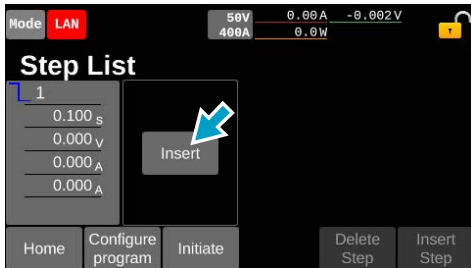 Mode LAN 50V 0.00A -0.002V
400A 0.0W
Step List
1
0.100 s
0.000 V
0.000 A
0.000 A
Insert
Home Configure program Initiate Delete Step Insert Step